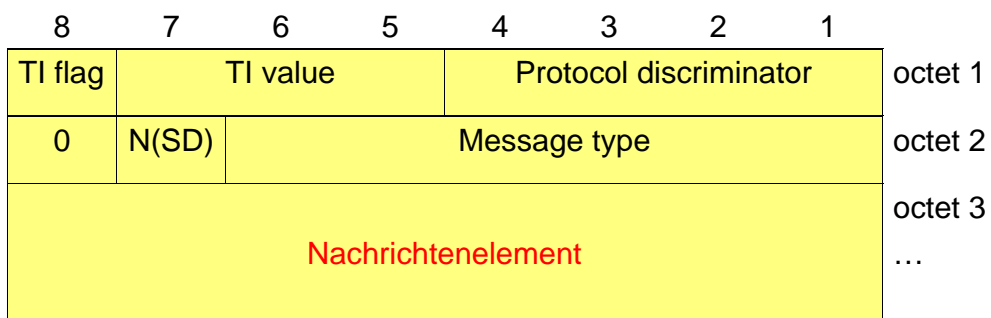 8 7 6 5 4 3 2 1
TI flag TI value Protocol discriminator octet 1
0 N(SD) Message type octet 2
octet 3
Nachrichtenelement …